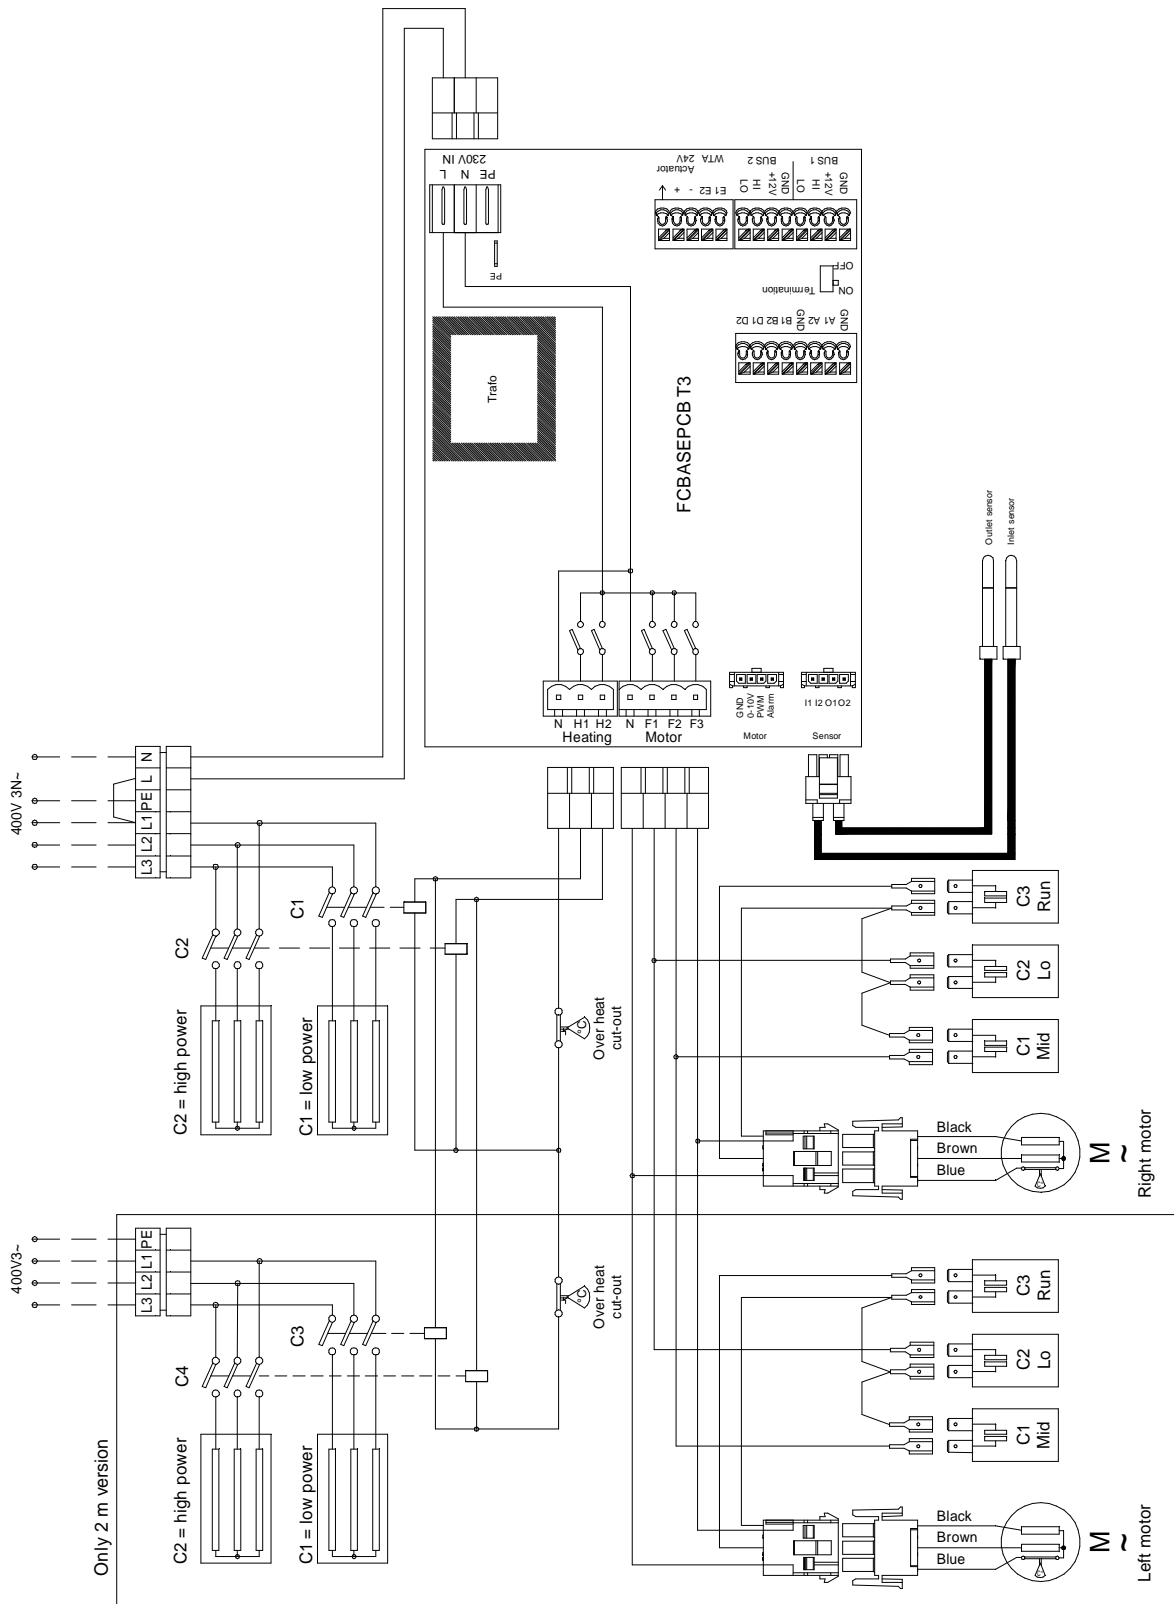 230V IN
L N PE
PE
Trafo
Actuator
24V
WTA
+ - E1 E2
BUS 2
LO
HI
+12V
GND
BUS 1
LO
HI
+12V
GND
OFF
ON
Termination
D2 D1 B2 B1
GND
A2 A1
GND
FCBASEPCB T3
N H1 H2
Heating
N F1 F2 F3
Motor
GND
0-10V
PWM
Alarm
Motor
I1 I2 O1 O2
Sensor
Outlet sensor
Inlet sensor
400V 3N~
N
L
PE
L1
L2
L3
C1
C2
C2 = high power
C1 = low power
°C
Over heat
cut-out
C3
Run
C2
Lo
C1
Mid
Black
Brown
Blue
M
~
Right motor
Only 2 m version
400V3~
PE
L1
L2
L3
C3
C4
C2 = high power
C1 = low power
°C
Over heat
cut-out
C3
Run
C2
Lo
C1
Mid
Black
Brown
Blue
M
~
Left motor